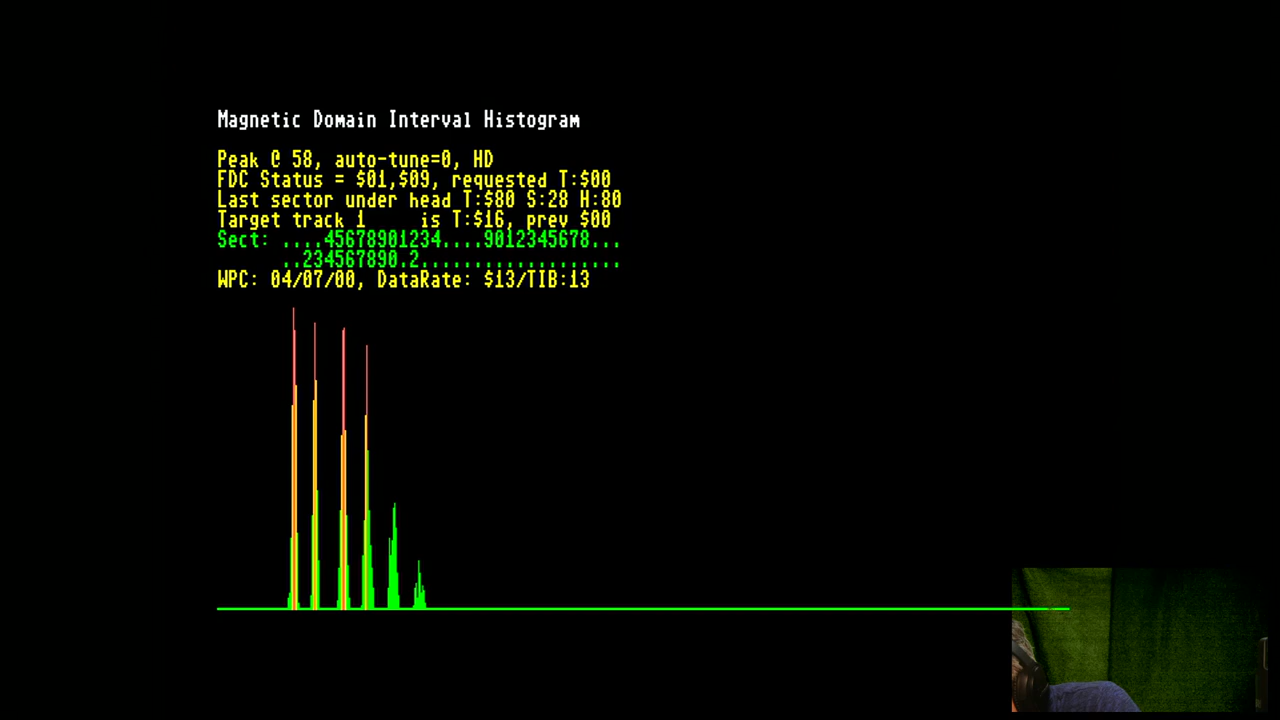 Magnetic Domain Interval Histogram
Peak @ 58, auto-tune=0, HD
FDC Status = $01,$09, requested T:$00
Last sector under head T:$80 S:28 H:80
Target track 1     is T:$16, prev $00
Sect: ....45678901234....9012345678...
..234567890.2...................
WPC: 04/07/00, DataRate: $13/TIB:13